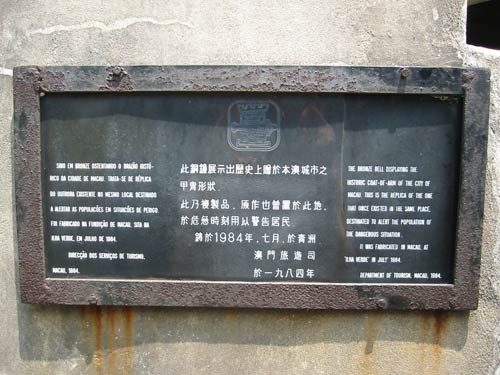 SINO EM BRONZE OSTENTANDO O BRAZÃO HISTÓ-
RICO DA CIDADE DE MACAU. TRATA-SE DE RÉPLICA
DO OUTRORA EXISTENTE NO MESMO LOCAL DESTINADO
A ALERTAR AS POPULAÇÕES EM SITUAÇÕES DE PERIGO.
FOI FABRICADO NA FUNDIÇÃO DE MACAU, SITA NA
ILHA VERDE, EM JULHO DE 1984.
DIRECÇÃO DOS SERVIÇOS DE TURISMO,
MACAU, 1984.
此銅鐘展示出歷史上贈於本澳城市之
甲胄形狀
此乃複製品，原作也曾置於此地，
於危急時刻用以警告居民
鑄於1984年，七月，於青洲
澳門旅遊司
於一九八四年
THE BRONZE BELL DISPLAYING THE
HISTORIC COAT-OF-ARM OF THE CITY OF
MACAU. THIS IS THE REPLICA OF THE ONE
THAT ONCE EXISTED IN THE SAME PLACE,
DESTINATED TO ALERT THE POPULATION OF
THE DANGEROUS SITUATION.
IT WAS FABRICATED IN MACAU, AT
"ILHA VERDE" IN JULY 1984.
DEPARTMENT OF TOURISM, MACAU, 1984.